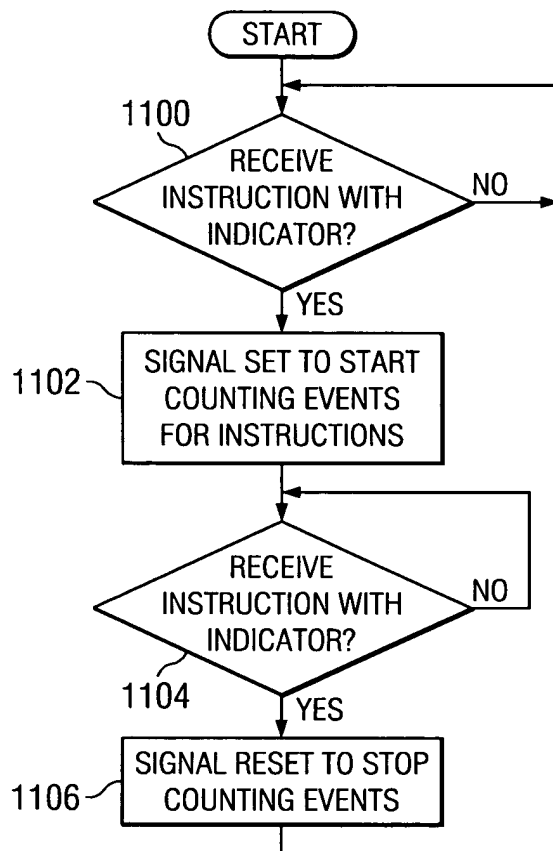 START
1100
RECEIVE
INSTRUCTION WITH
INDICATOR?
NO
YES
1102
SIGNAL SET TO START
COUNTING EVENTS
FOR INSTRUCTIONS
RECEIVE
INSTRUCTION WITH
INDICATOR?
NO
1104
YES
1106
SIGNAL RESET TO STOP
COUNTING EVENTS